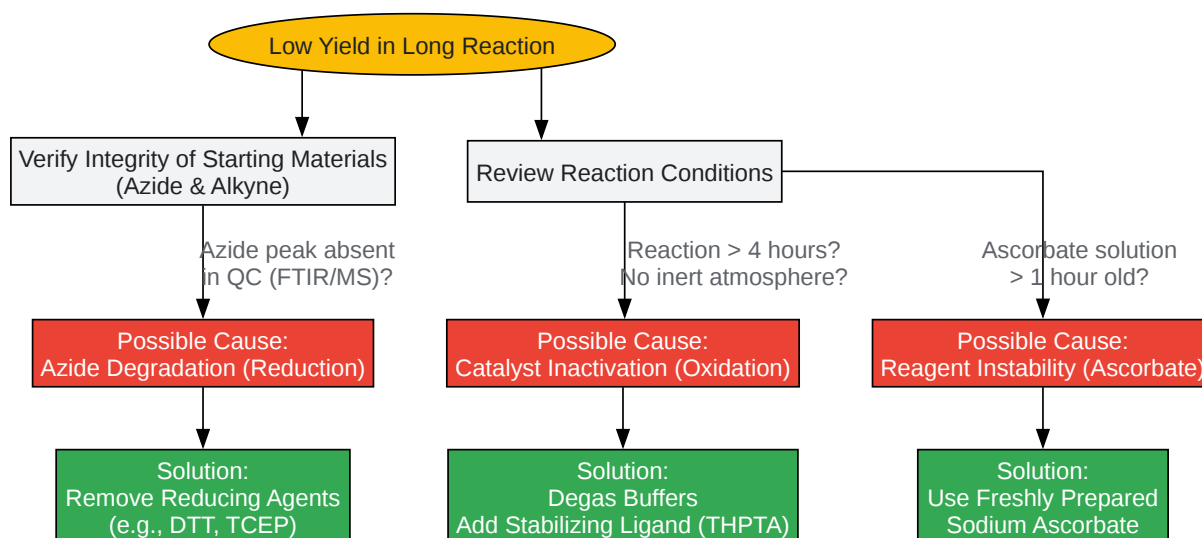 Low Yield in Long Reaction
Verify Integrity of Starting Materials
(Azide & Alkyne)
Review Reaction Conditions
Azide peak absent
in QC (FTIR/MS)?
Reaction > 4 hours?
No inert atmosphere?
Ascorbate solution
> 1 hour old?
Possible Cause:
Azide Degradation (Reduction)
Possible Cause:
Catalyst Inactivation (Oxidation)
Possible Cause:
Reagent Instability (Ascorbate)
Solution:
Remove Reducing Agents
(e.g., DTT, TCEP)
Solution:
Degas Buffers
Add Stabilizing Ligand (THPTA)
Solution:
Use Freshly Prepared
Sodium Ascorbate